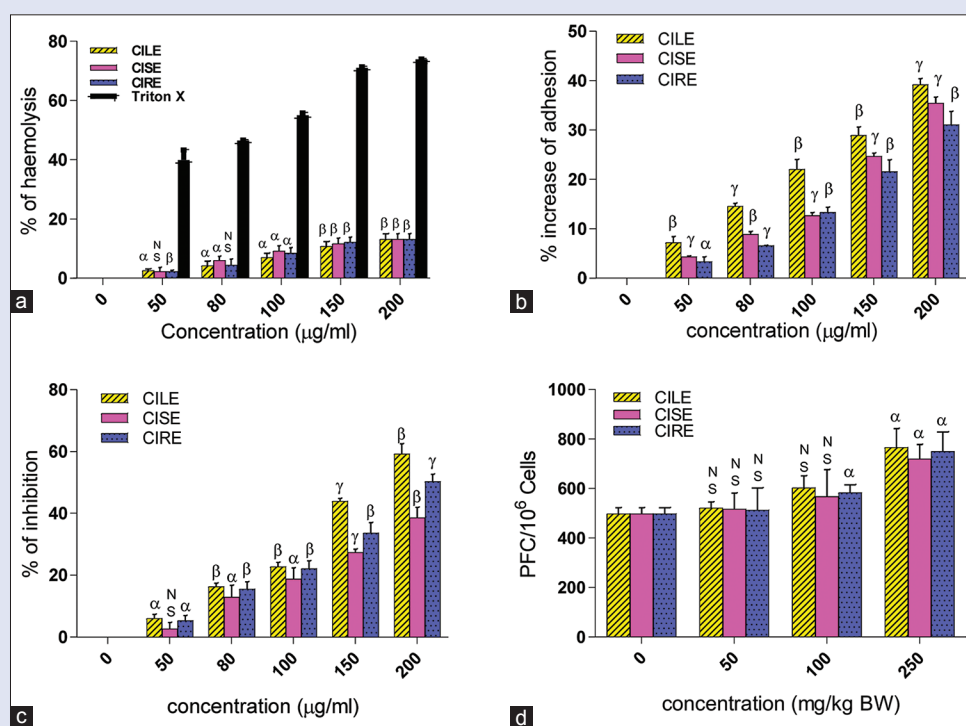 80
60
40
20
0
% of haemolysis
CILE
CISE
CIRE
Triton X
α N S β
α α N S
α α α
β β β
β β β
0 50 80 100 150 200
Concentration (μg/ml)
a
50
40
30
20
10
0
% increase of adhesion
CILE
CISE
CIRE
β γ α
γ β γ
β γ β
β γ β
γ γ β
0 50 80 100 150 200
concentration (μg/ml)
b
80
60
40
20
0
% of inhibition
CILE
CISE
CIRE
α N S α
β α β
β α β
γ γ β
β β γ
0 50 80 100 150 200
concentration (μg/ml)
c
1000
800
600
400
200
0
PFC/10⁶ Cells
CILE
CISE
CIRE
N S N S N S
N S N S α
α α α
0 50 100 250
concentration (mg/kg BW)
d